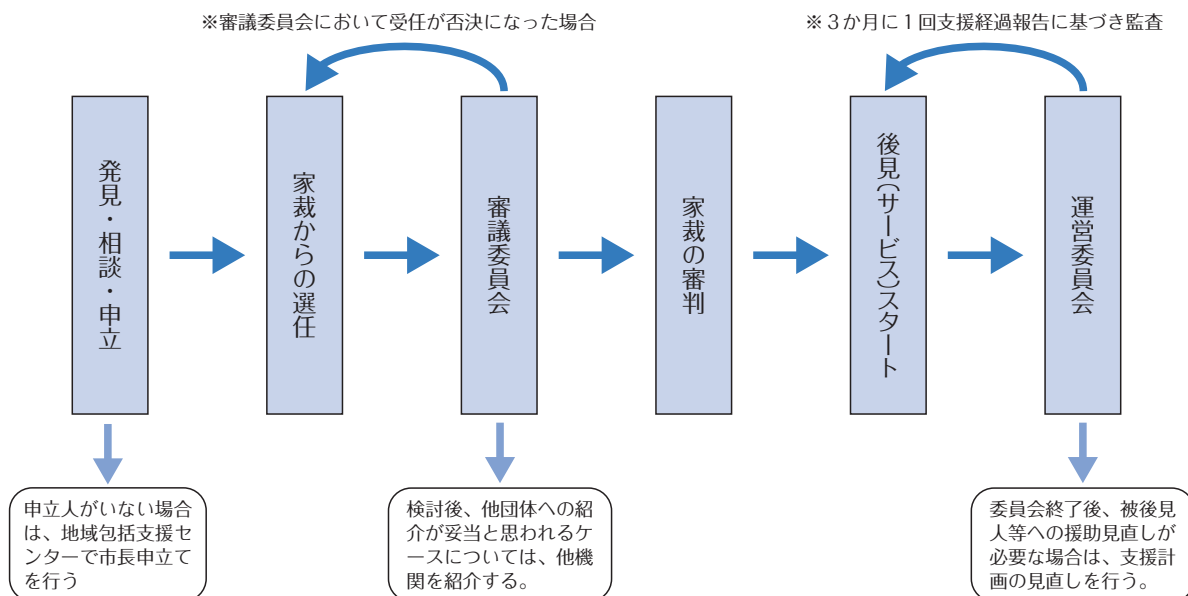 ※審議委員会において受任が否決になった場合
※３か月に１回支援経過報告に基づき監査
発見・相談・申立
家裁からの選任
審議委員会
家裁の審判
後見（サービス）スタート
運営委員会
申立人がいない場合
は、地域包括支援セ
ンターで市長申立て
を行う
検討後、他団体への紹
介が妥当と思われるケ
ースについては、他機
関を紹介する。
委員会終了後、被後見
人等への援助見直しが
必要な場合は、支援計
画の見直しを行う。